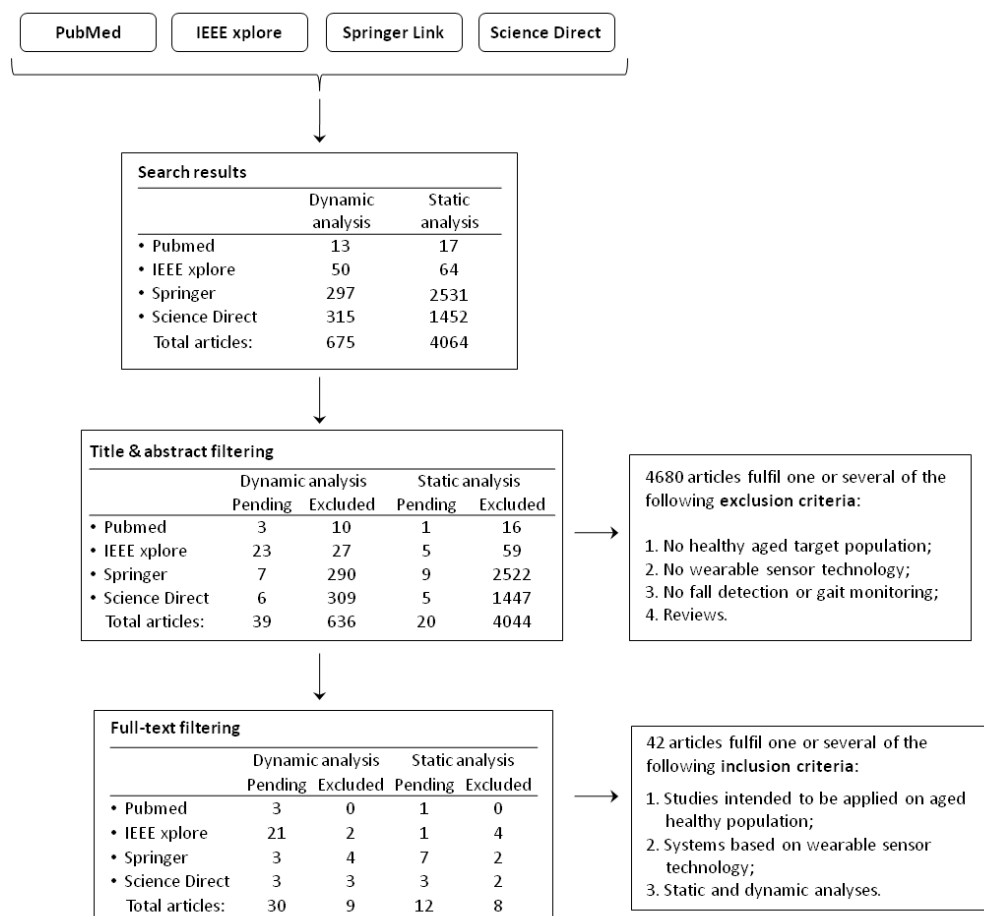 PubMed IEEE xplore Springer Link Science Direct
Search results
Dynamic analysis Static analysis
• Pubmed 13 17
• IEEE xplore 50 64
• Springer 297 2531
• Science Direct 315 1452
Total articles: 675 4064
Title & abstract filtering
Dynamic analysis Static analysis
Pending Excluded Pending Excluded
• Pubmed 3 10 1 16
• IEEE xplore 23 27 5 59
• Springer 7 290 9 2522
• Science Direct 6 309 5 1447
Total articles: 39 636 20 4044
4680 articles fulfil one or several of the
following exclusion criteria:
1. No healthy aged target population;
2. No wearable sensor technology;
3. No fall detection or gait monitoring;
4. Reviews.
Full-text filtering
Dynamic analysis Static analysis
Pending Excluded Pending Excluded
• Pubmed 3 0 1 0
• IEEE xplore 21 2 1 4
• Springer 3 4 7 2
• Science Direct 3 3 3 2
Total articles: 30 9 12 8
42 articles fulfil one or several of the
following inclusion criteria:
1. Studies intended to be applied on aged
healthy population;
2. Systems based on wearable sensor
technology;
3. Static and dynamic analyses.